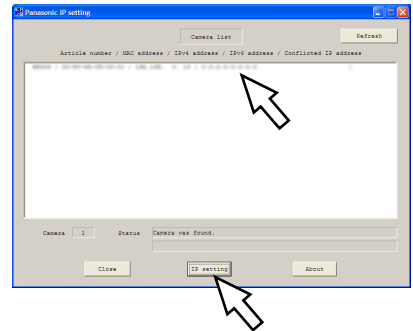 Panasonic IP setting
Camera list
Refresh
Article number / MAC address / IPv4 address / IPv6 address / Conflicted IP address
Camera 1 Status Camera was found.
Close IP setting About